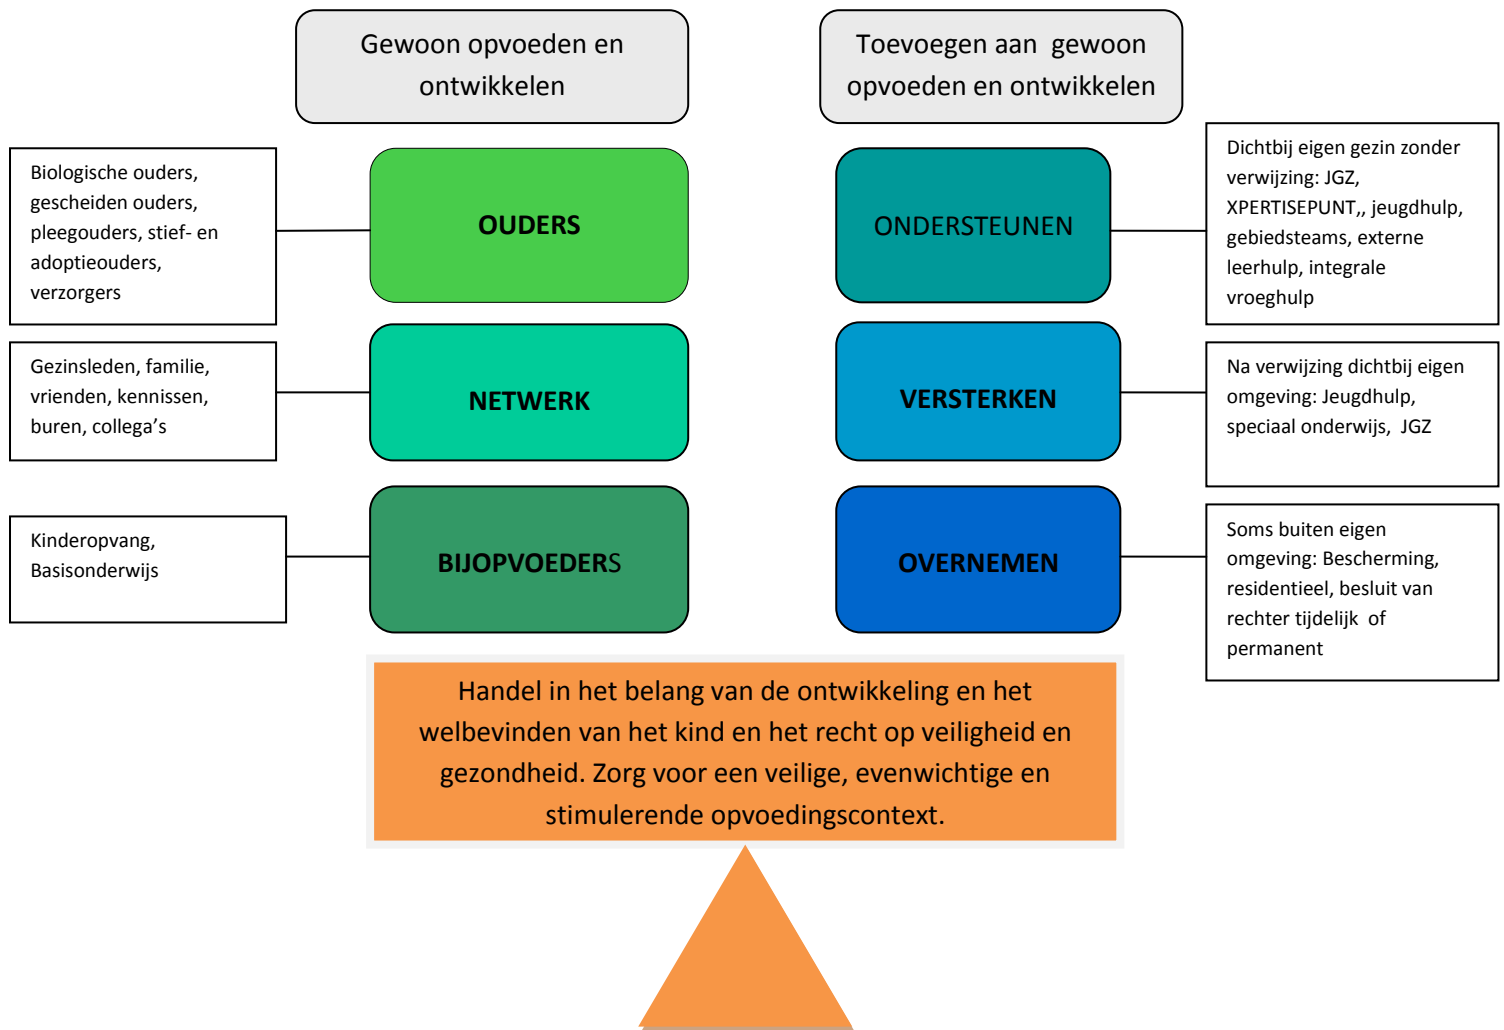 Gewoon opvoeden en
ontwikkelen
Toevoegen aan gewoon
opvoeden en ontwikkelen
Biologische ouders,
gescheiden ouders,
pleegouders, stief- en
adoptieouders,
verzorgers
OUDERS
ONDERSTEUNEN
Dichtbij eigen gezin zonder
verwijzing: JGZ,
XPERTISEPUNT,, jeugdhulp,
gebiedsteams, externe
leerhulp, integrale
vroeghulp
Gezinsleden, familie,
vrienden, kennissen,
buren, collega’s
NETWERK
VERSTERKEN
Na verwijzing dichtbij eigen
omgeving: Jeugdhulp,
speciaal onderwijs, JGZ
Kinderopvang,
Basisonderwijs
BIJOPVOEDERS
OVERNEMEN
Soms buiten eigen
omgeving: Bescherming,
residentieel, besluit van
rechter tijdelijk of
permanent
Handel in het belang van de ontwikkeling en het
welbevinden van het kind en het recht op veiligheid en
gezondheid. Zorg voor een veilige, evenwichtige en
stimulerende opvoedingscontext.